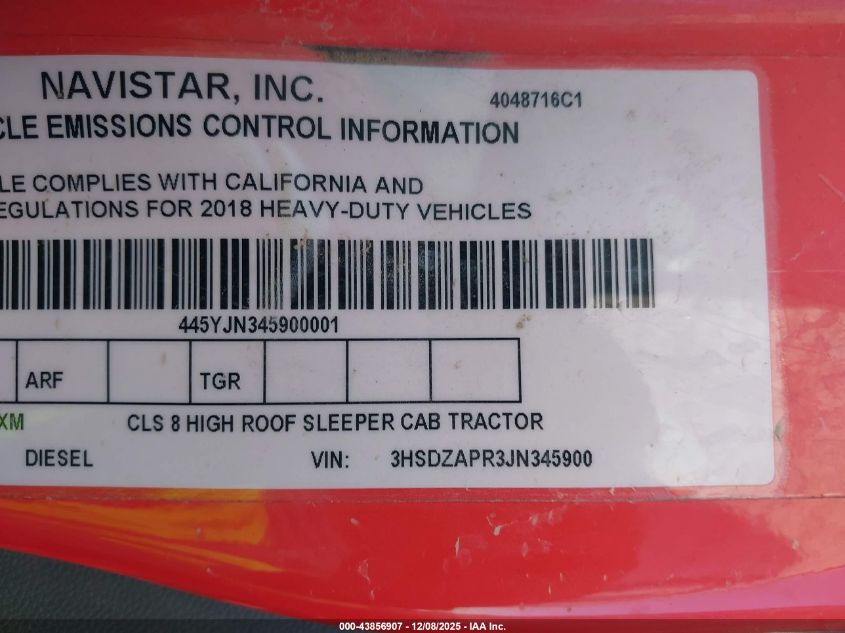 NAVISTAR, INC.
4048716C1
CLE EMISSIONS CONTROL INFORMATION
LE COMPLIES WITH CALIFORNIA AND
EGULATIONS FOR 2018 HEAVY-DUTY VEHICLES
445YJN345900001
ARF TGR
XM CLS 8 HIGH ROOF SLEEPER CAB TRACTOR
DIESEL VIN: 3HSDZAPR3JN345900
000-43856907 - 12/08/2025 - IAA Inc.